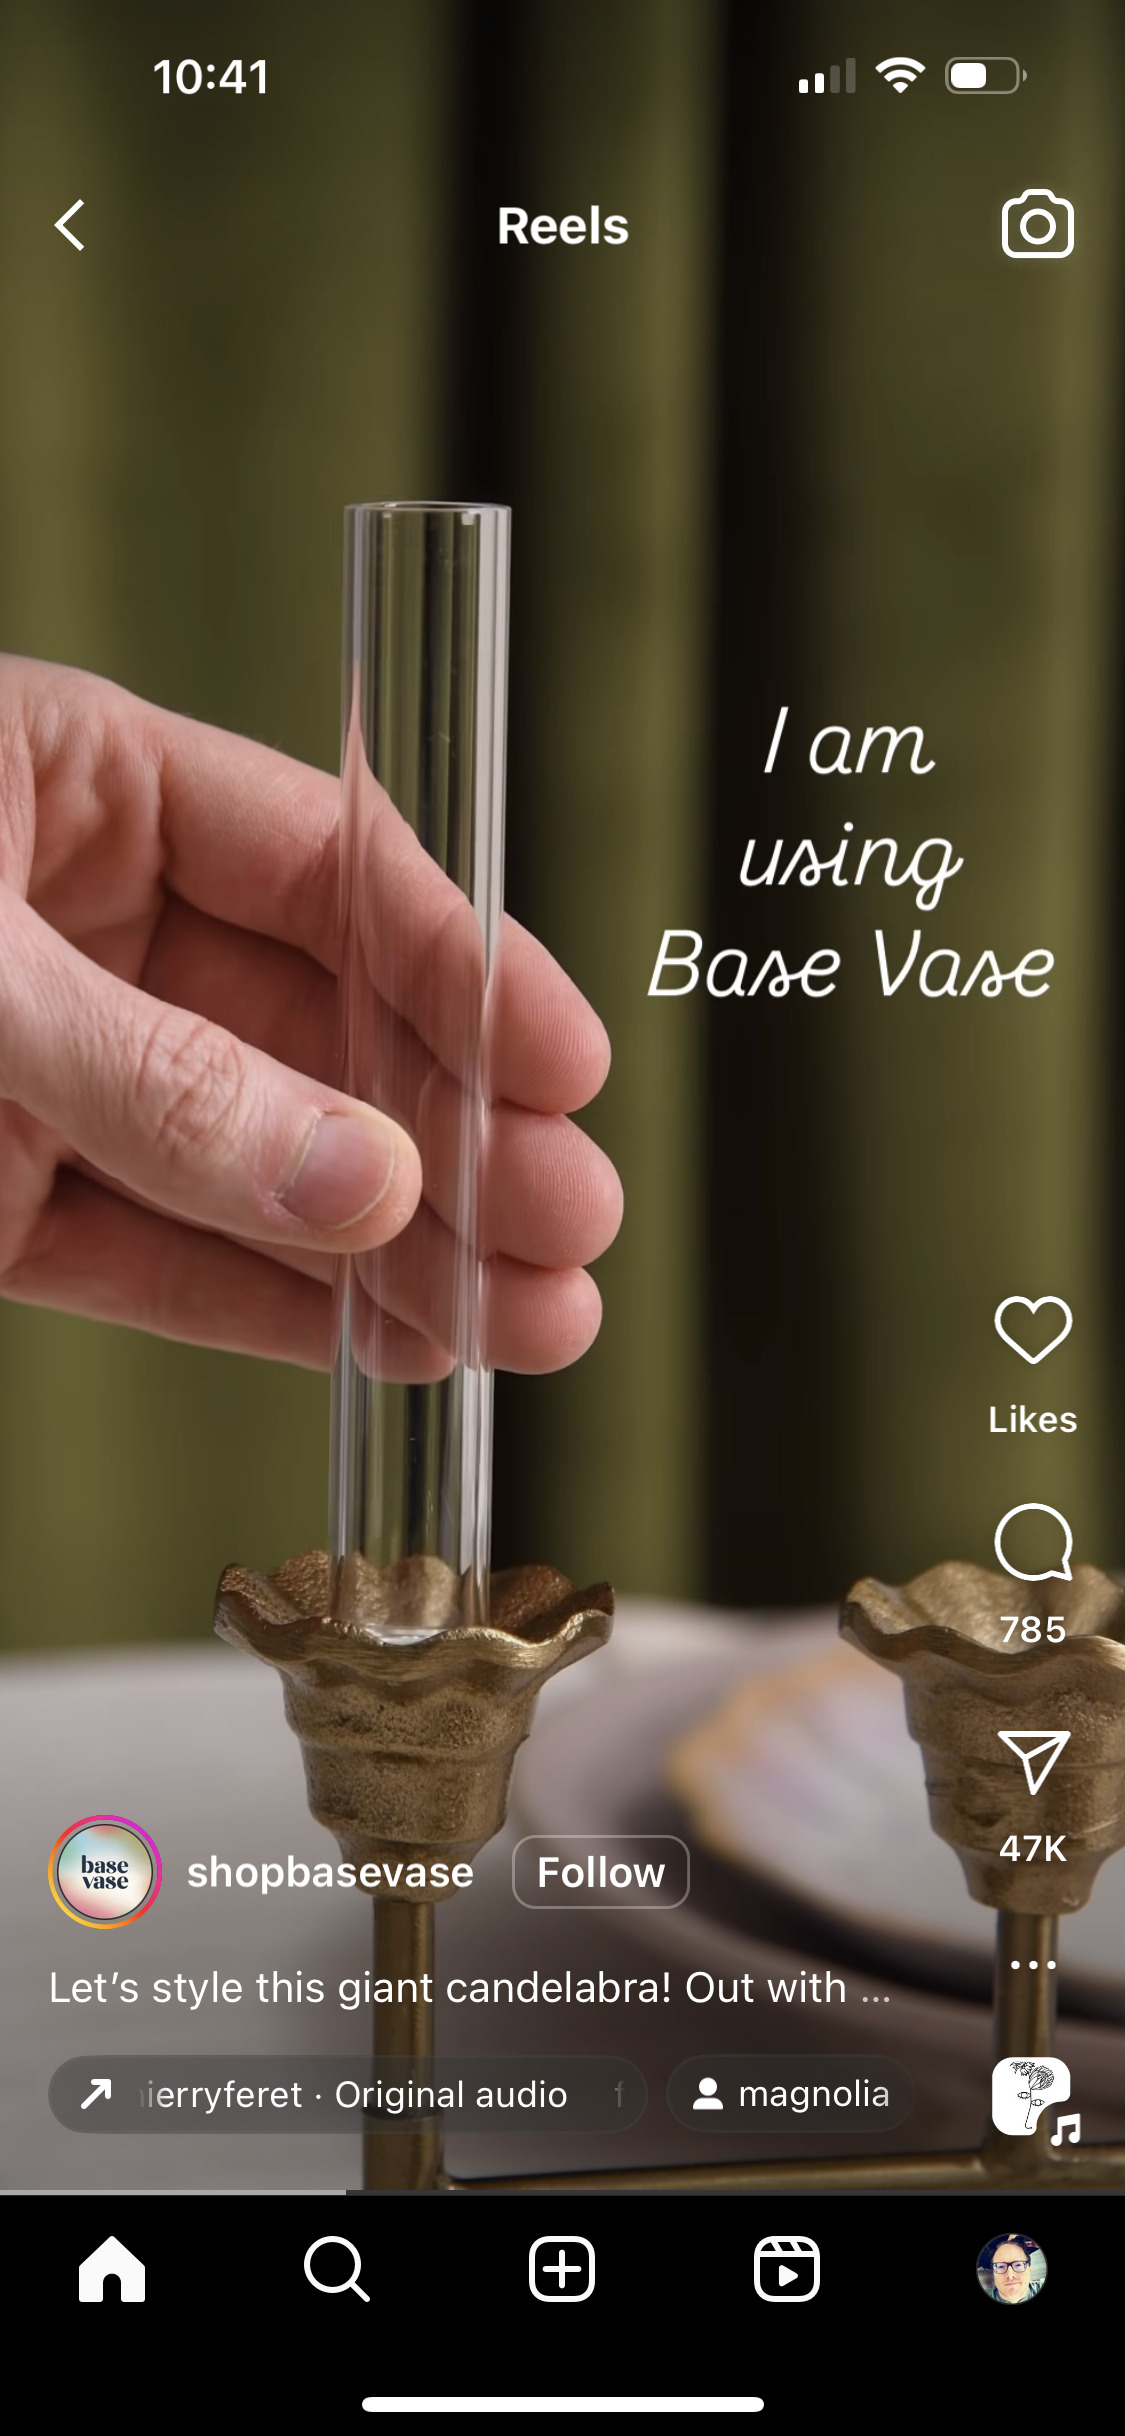 10:41
Reels
I am
using
Base Vase
Likes
785
47K
base
vase
shopbasevase
Follow
Let’s style this giant candelabra! Out with ...
· Original audio
magnolia